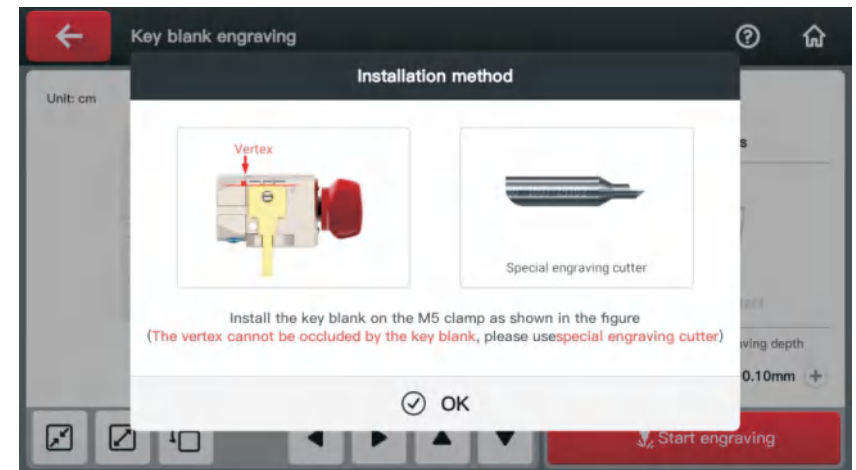 Key blank engraving
Installation method
Unit: cm
Vertex
Special engraving cutter
Install the key blank on the M5 clamp as shown in the figure
(The vertex cannot be occluded by the key blank, please usespecial engraving cutter)
ving depth
0.10mm +
OK
Start engraving